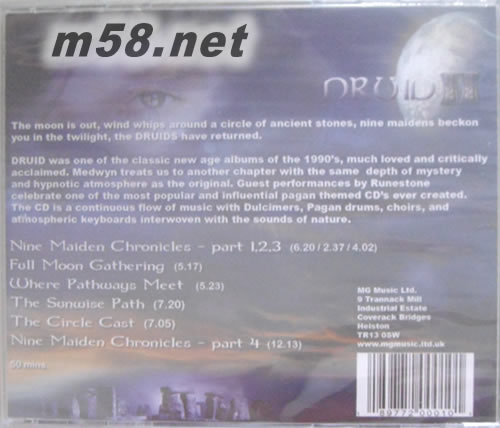 m58.net
DRUID II
The moon is out, wind whips around a circle of ancient stones, nine maidens beckon
you in the twilight, the DRUIDS have returned.
DRUID was one of the classic new age albums of the 1990's, much loved and critically
acclaimed. Medwyn treats us to another chapter with the same depth of mystery
and hypnotic atmosphere as the original. Guest performances by Runestone
celebrate one of the most popular and influential pagan themed CD's ever created.
The CD is a continuous flow of music with Dulcimers, Pagan drums, choirs, and
atmospheric keyboards interwoven with the sounds of nature.
Nine Maiden Chronicles - part 1,2,3 (6.20 / 2.37 / 4.02)
Full Moon Gathering (5.17)
Where Pathways Meet (5.23)
The Sunwise Path (7.20)
The Circle Cast (7.05)
Nine Maiden Chronicles - part 4 (12.13)
50 mins
MG Music Ltd.
9 Trannack Mill
Industrial Estate
Coverack Bridges
Helston
TR13 0SW
www.mgmusic.ltd.uk
89772 00010